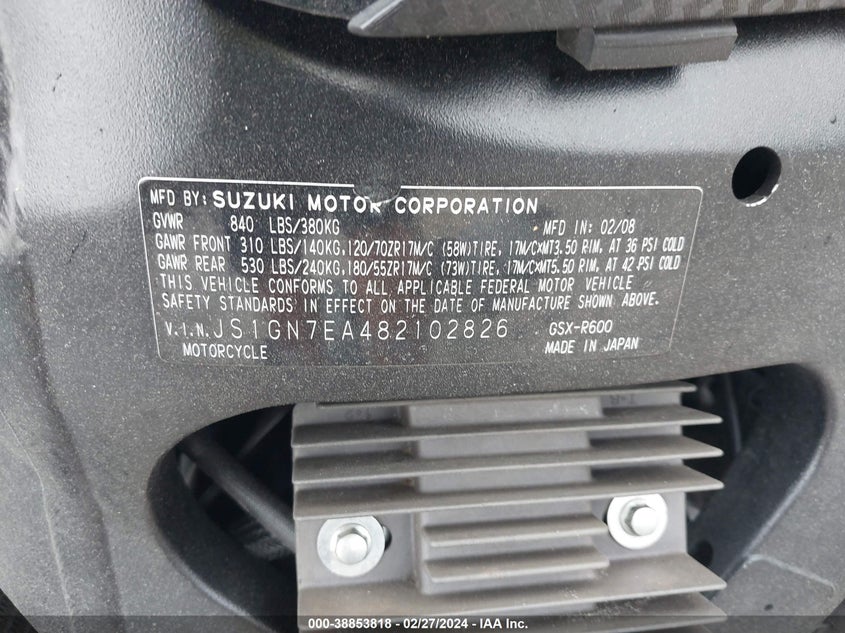 MFD BY: SUZUKI MOTOR CORPORATION
GVWR 840 LBS/380KG MFD IN: 02/08
GAWR FRONT 310 LBS/140KG,120/70ZR17M/C (58W)TIRE, 17M/C×MT3.50 RIM, AT 36 PSI COLD
GAWR REAR 530 LBS/240KG,180/55ZR17M/C (73W)TIRE, 17M/C×MT5.50 RIM, AT 42 PSI COLD
THIS VEHICLE CONFORMS TO ALL APPLICABLE FEDERAL MOTOR VEHICLE
SAFETY STANDARDS IN EFFECT ON THE DATE OF MANUFACTURE SHOWN ABOVE.
V.I.N. JS1GN7EA482102826 GSX-R600
MOTORCYCLE MADE IN JAPAN
000-38853818 - 02/27/2024 - IAA Inc.